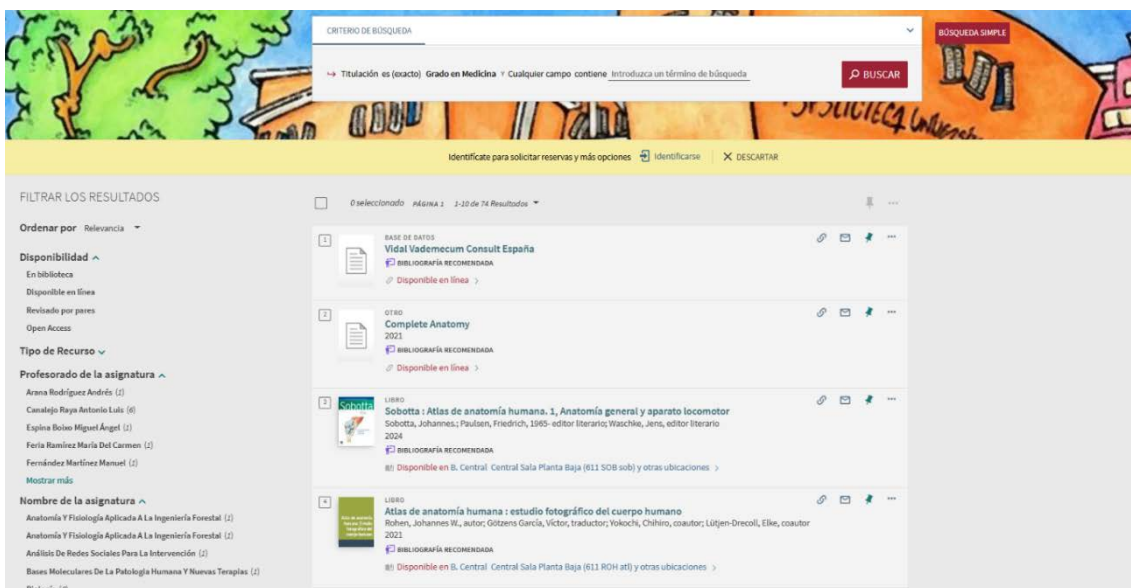 CRITERIO DE BÚSQUEDA
BÚSQUEDA SIMPLE
Titulación es (exacto) Grado en Medicina Y Cualquier campo contiene Introduzca un término de búsqueda
BUSCAR
Identifícate para solicitar reservas y más opciones Identificarse DESCARTAR
FILTRAR LOS RESULTADOS
Ordenar por Relevancia
Disponibilidad
En biblioteca
Disponible en línea
Revisado por pares
Open Access
Tipo de Recurso
Profesorado de la asignatura
Arana Rodríguez Andrés (1)
Canalejo Raya Antonio Luis (6)
Espina Boixo Miguel Ángel (1)
Feria Ramírez María Del Carmen (1)
Fernández Martínez Manuel (1)
Mostrar más
Nombre de la asignatura
Anatomía Y Fisiología Aplicada A La Ingeniería Forestal (1)
Anatomía Y Fisiología Aplicada A La Ingeniería Forestal (1)
Análisis De Redes Sociales Para La Intervención (1)
Bases Moleculares De La Patología Humana Y Nuevas Terapias (2)
0 seleccionado PÁGINA 1 1-10 de 74 Resultados
1
BASE DE DATOS
Vidal Vademecum Consult España
BIBLIOGRAFÍA RECOMENDADA
Disponible en línea
2
OTRO
Complete Anatomy
2021
BIBLIOGRAFÍA RECOMENDADA
Disponible en línea
3
Sobotta
LIBRO
Sobotta : Atlas de anatomía humana. 1, Anatomía general y aparato locomotor
Sobotta, Johannes.; Paulsen, Friedrich, 1965- editor literario; Waschke, Jens, editor literario
2024
BIBLIOGRAFÍA RECOMENDADA
Disponible en B. Central Central Sala Planta Baja (611 SOB sob) y otras ubicaciones
4
LIBRO
Atlas de anatomía humana : estudio fotográfico del cuerpo humano
Rohen, Johannes W., autor; Götzens García, Víctor, traductor; Yokochi, Chihiro, coautor; Lütjen-Drecoll, Elke, coautor
2021
BIBLIOGRAFÍA RECOMENDADA
Disponible en B. Central Central Sala Planta Baja (611 ROH atl) y otras ubicaciones